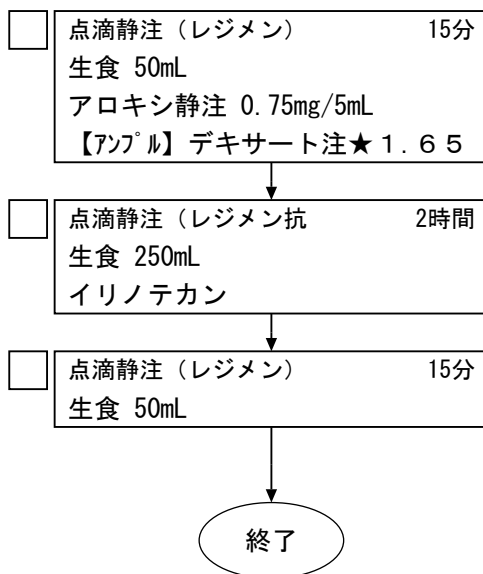 点滴静注（レジメン） 15分
生食 50mL
アロキシ静注 0.75mg/5mL
【ｱﾝﾌﾟﾙ】デキサート注★１.６５
点滴静注（レジメン抗 2時間
生食 250mL
イリノテカン
点滴静注（レジメン） 15分
生食 50mL
終了